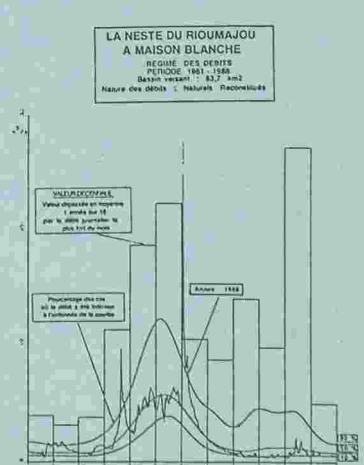 LA NESTE DU RIOUMAJOU
A MAISON BLANCHE
REGIME DES DEBITS
PERIODE 1961 - 1988
Bassin versant : 83,7 km2
Nature des débits : Naturels Reconstitués
VALEUR DECENNALE
Valeur dépassée en moyenne
1 année sur 10
par le débit journalier le
plus fort du mois
Année 1988
Pourcentage des cas
où le débit a été inférieur
à l'ordonnée de la courbe